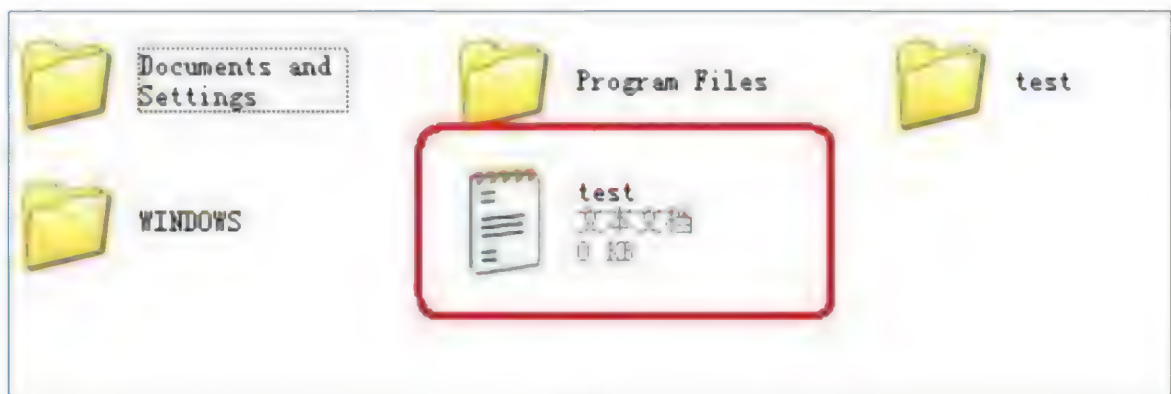 Documents and
Settings
Program Files
test
WINDOWS
test
文本文档
0 KB